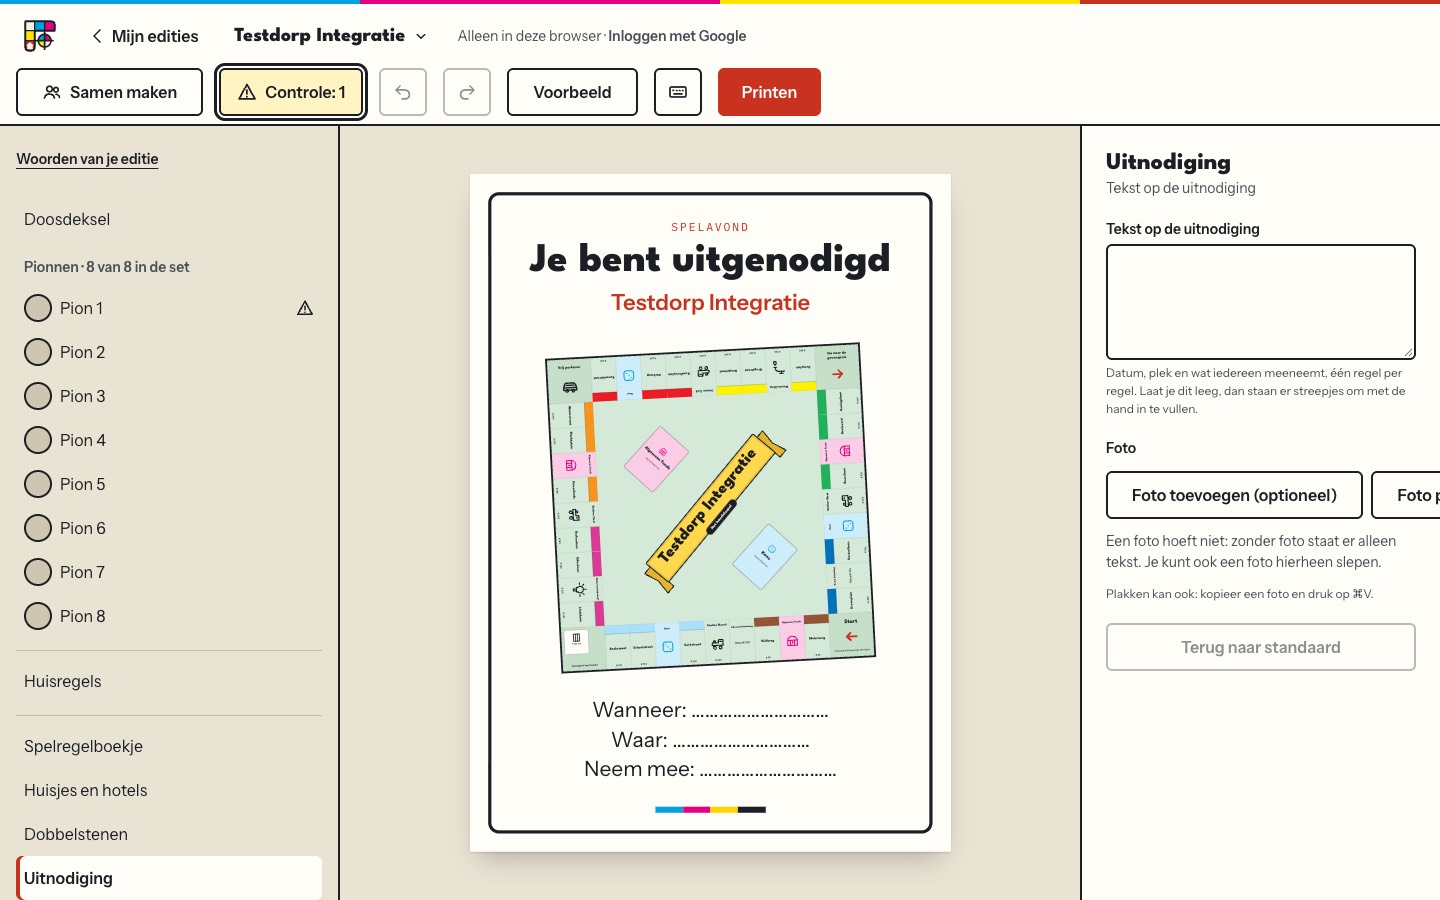 Mijn edities
Testdorp Integratie
Alleen in deze browser · Inloggen met Google
Samen maken
Controle: 1
Voorbeeld
Printen
Woorden van je editie
Doosdeksel
Pionnen · 8 van 8 in de set
Pion 1
Pion 2
Pion 3
Pion 4
Pion 5
Pion 6
Pion 7
Pion 8
Huisregels
Spelregelboekje
Huisjes en hotels
Dobbelstenen
Uitnodiging
SPELAVOND
Je bent uitgenodigd
Testdorp Integratie
Testdorp Integratie
Start
Wanneer: ............................
Waar: ............................
Neem mee: ............................
Uitnodiging
Tekst op de uitnodiging
Tekst op de uitnodiging
Datum, plek en wat iedereen meeneemt, één regel per
regel. Laat je dit leeg, dan staan er streepjes om met de
hand in te vullen.
Foto
Foto toevoegen (optioneel)
Foto
Een foto hoeft niet: zonder foto staat er alleen
tekst. Je kunt ook een foto hierheen slepen.
Plakken kan ook: kopieer een foto en druk op ⌘V.
Terug naar standaard